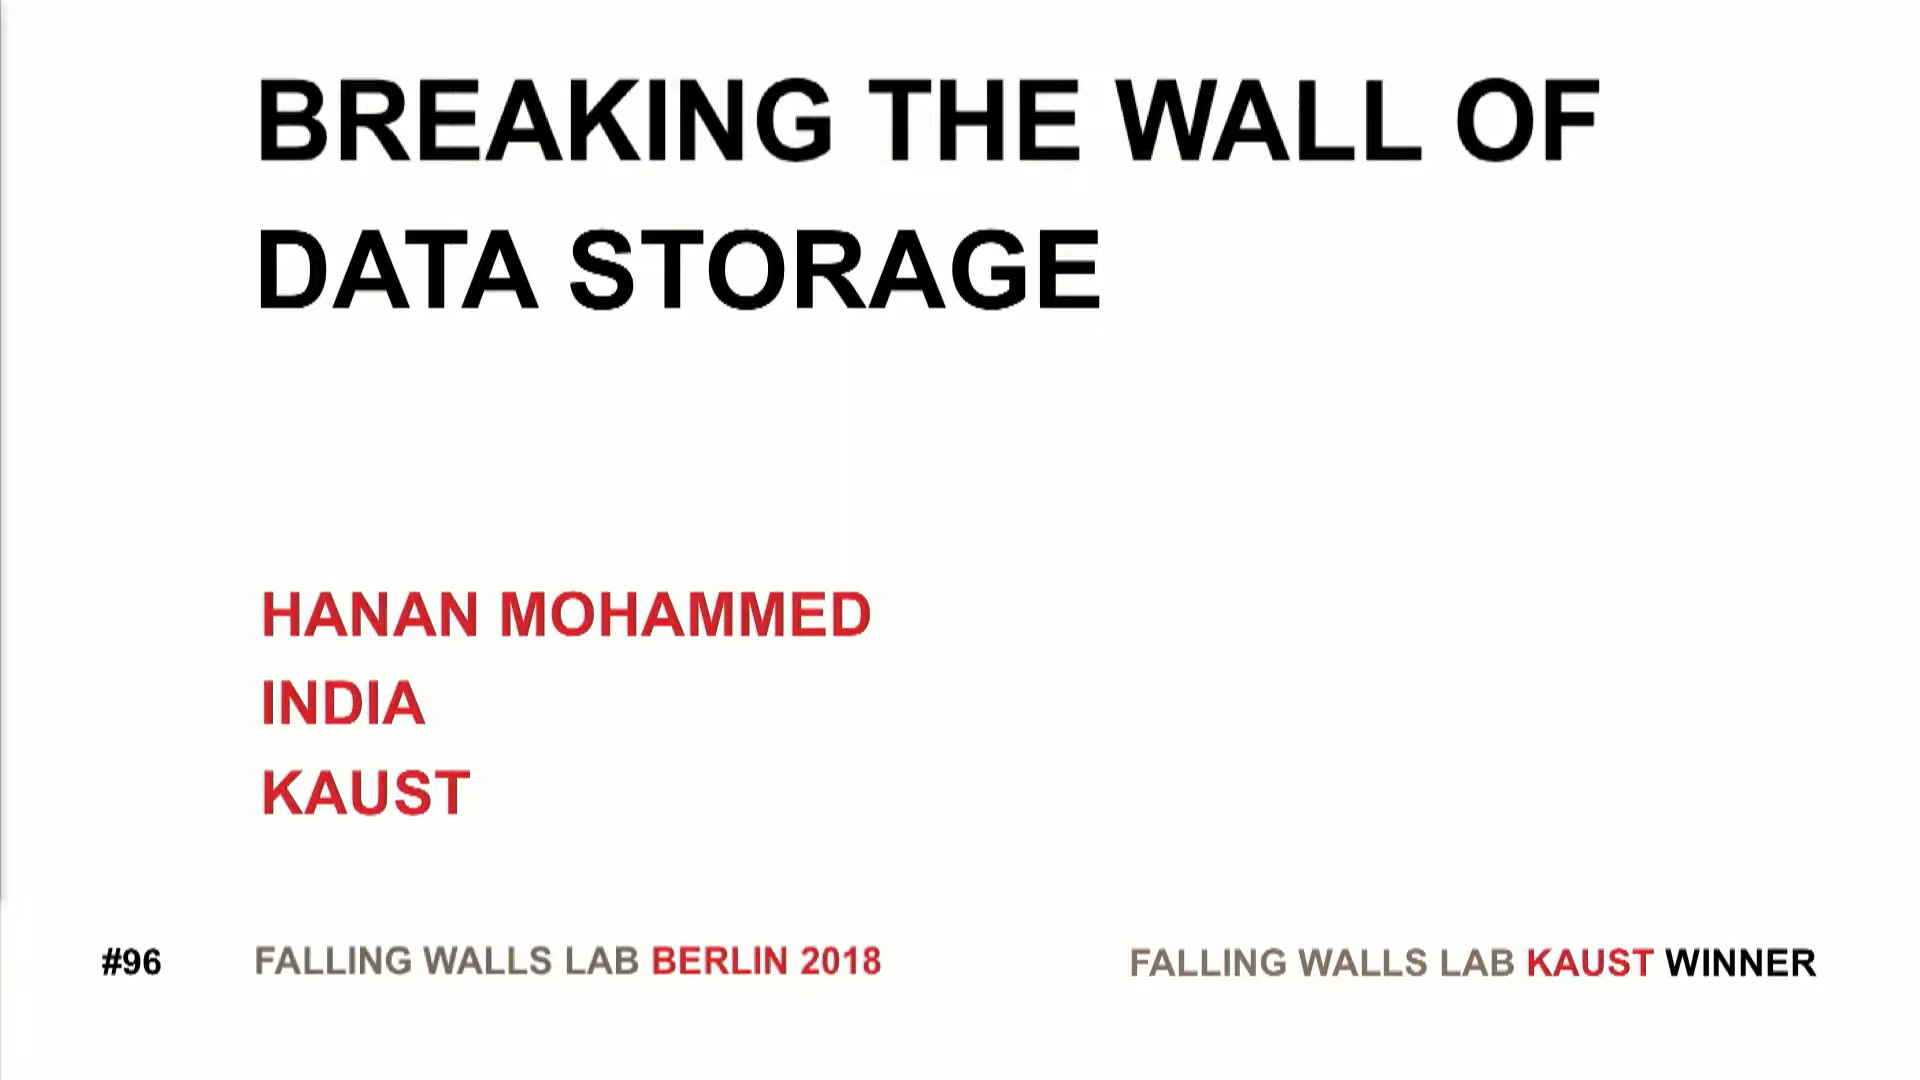 BREAKING THE WALL OF
DATA STORAGE
HANAN MOHAMMED
INDIA
KAUST
#96 FALLING WALLS LAB BERLIN 2018 FALLING WALLS LAB KAUST WINNER